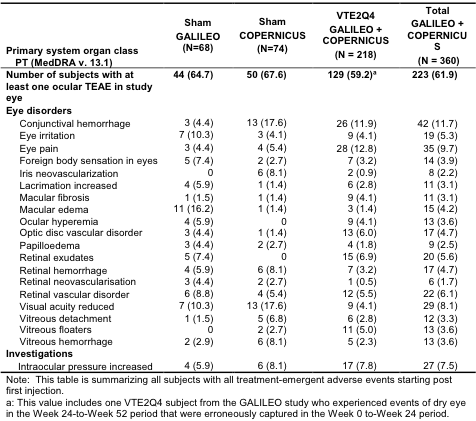 Primary system organ class
PT (MedDRA v. 13.1)
Sham
GALILEO
(N=68)
Sham
COPERNICUS
(N=74)
VTE2Q4
GALILEO +
COPERNICUS
(N = 218)
Total
GALILEO +
COPERNICU
S
(N = 360)
Number of subjects with at
least one ocular TEAE in study
eye
44 (64.7) 50 (67.6) 129 (59.2)a 223 (61.9)
Eye disorders
Conjunctival hemorrhage 3 (4.4) 13 (17.6) 26 (11.9) 42 (11.7)
Eye irritation 7 (10.3) 3 (4.1) 9 (4.1) 19 (5.3)
Eye pain 3 (4.4) 4 (5.4) 28 (12.8) 35 (9.7)
Foreign body sensation in eyes 5 (7.4) 2 (2.7) 7 (3.2) 14 (3.9)
Iris neovascularization 0 6 (8.1) 2 (0.9) 8 (2.2)
Lacrimation increased 4 (5.9) 1 (1.4) 6 (2.8) 11 (3.1)
Macular fibrosis 1 (1.5) 1 (1.4) 9 (4.1) 11 (3.1)
Macular edema 11 (16.2) 1 (1.4) 3 (1.4) 15 (4.2)
Ocular hyperemia 4 (5.9) 0 9 (4.1) 13 (3.6)
Optic disc vascular disorder 3 (4.4) 1 (1.4) 13 (6.0) 17 (4.7)
Papilloedema 3 (4.4) 2 (2.7) 4 (1.8) 9 (2.5)
Retinal exudates 5 (7.4) 0 15 (6.9) 20 (5.6)
Retinal hemorrhage 4 (5.9) 6 (8.1) 7 (3.2) 17 (4.7)
Retinal neovascularisation 3 (4.4) 2 (2.7) 1 (0.5) 6 (1.7)
Retinal vascular disorder 6 (8.8) 4 (5.4) 12 (5.5) 22 (6.1)
Visual acuity reduced 7 (10.3) 13 (17.6) 9 (4.1) 29 (8.1)
Vitreous detachment 1 (1.5) 5 (6.8) 6 (2.8) 12 (3.3)
Vitreous floaters 0 2 (2.7) 11 (5.0) 13 (3.6)
Vitreous hemorrhage 2 (2.9) 6 (8.1) 5 (2.3) 13 (3.6)
Investigations
Intraocular pressure increased 4 (5.9) 6 (8.1) 17 (7.8) 27 (7.5)
Note: This table is summarizing all subjects with all treatment-emergent adverse events starting post
first injection.
a: This value includes one VTE2Q4 subject from the GALILEO study who experienced events of dry eye
in the Week 24-to-Week 52 period that were erroneously captured in the Week 0 to-Week 24 period.